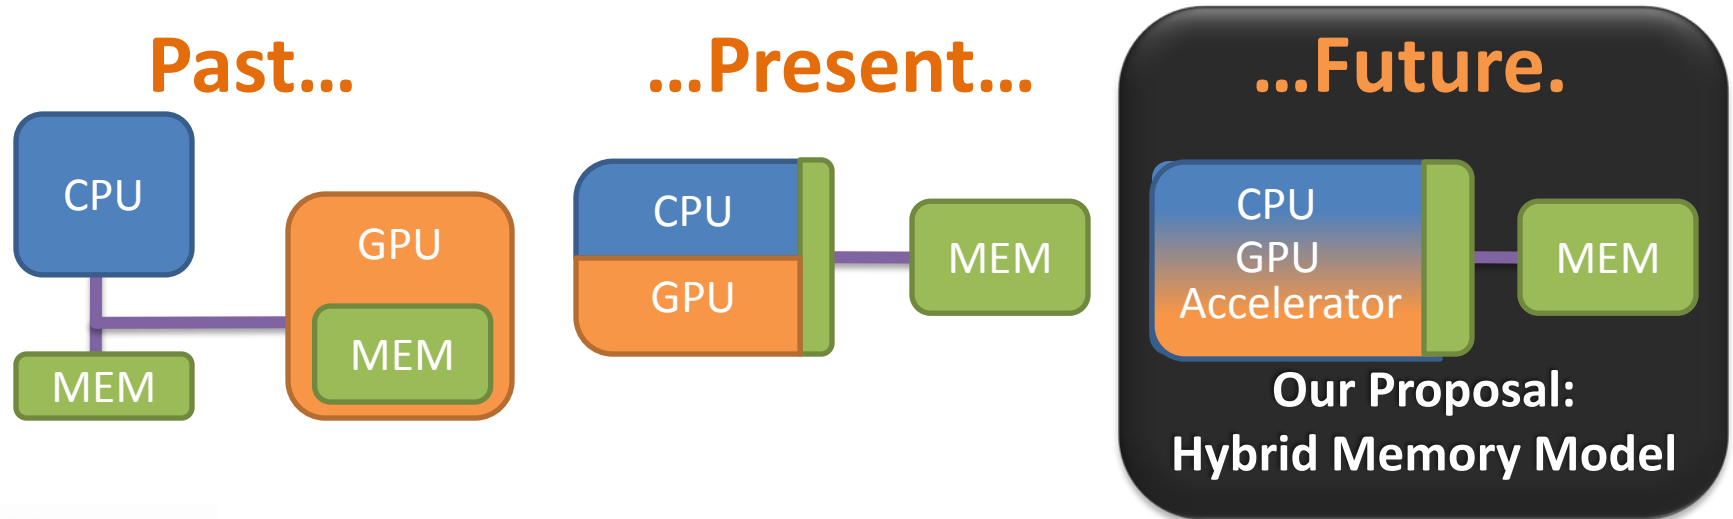 Past…
CPU
GPU
MEM
MEM
…Present…
CPU
GPU
MEM
…Future.
CPU
GPU
Accelerator
MEM
Our Proposal:
Hybrid Memory Model